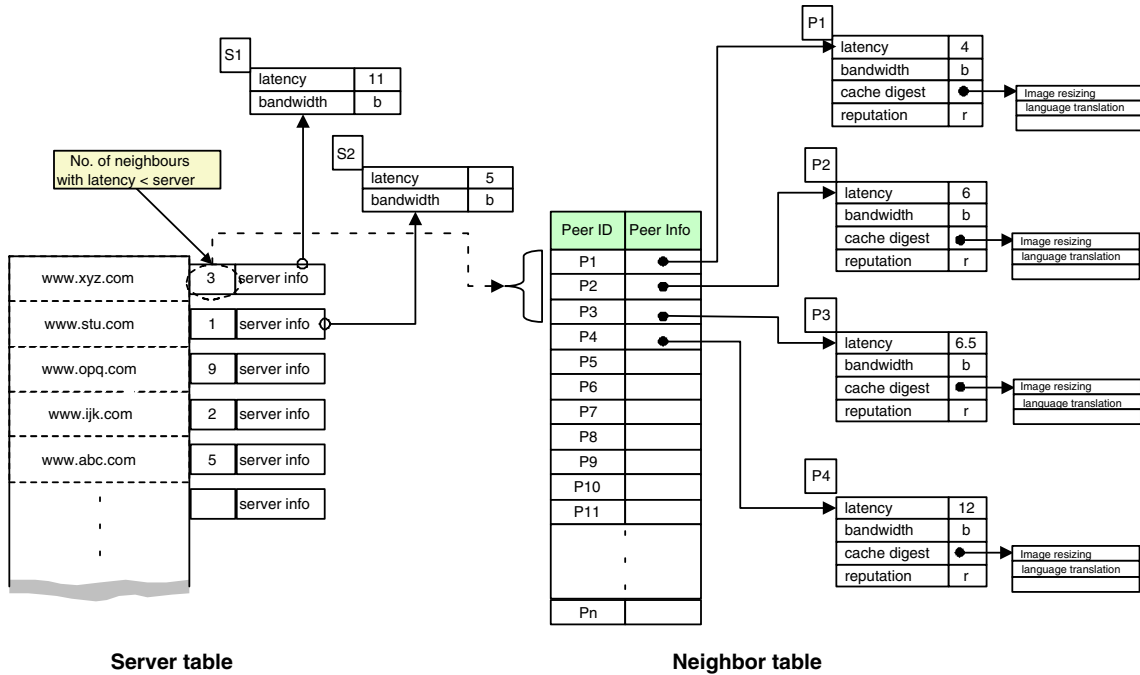 S1
latency 11
bandwidth b
S2
latency 5
bandwidth b
No. of neighbours
with latency < server
www.xyz.com 3 server info
www.stu.com 1 server info
www.opq.com 9 server info
www.ijk.com 2 server info
www.abc.com 5 server info
server info
Server table
Peer ID Peer Info
P1
P2
P3
P4
P5
P6
P7
P8
P9
P10
P11
Pn
Neighbor table
P1
latency 4
bandwidth b
cache digest
reputation r
Image resizing
language translation
P2
latency 6
bandwidth b
cache digest
reputation r
Image resizing
language translation
P3
latency 6.5
bandwidth b
cache digest
reputation r
Image resizing
language translation
P4
latency 12
bandwidth b
cache digest
reputation r
Image resizing
language translation